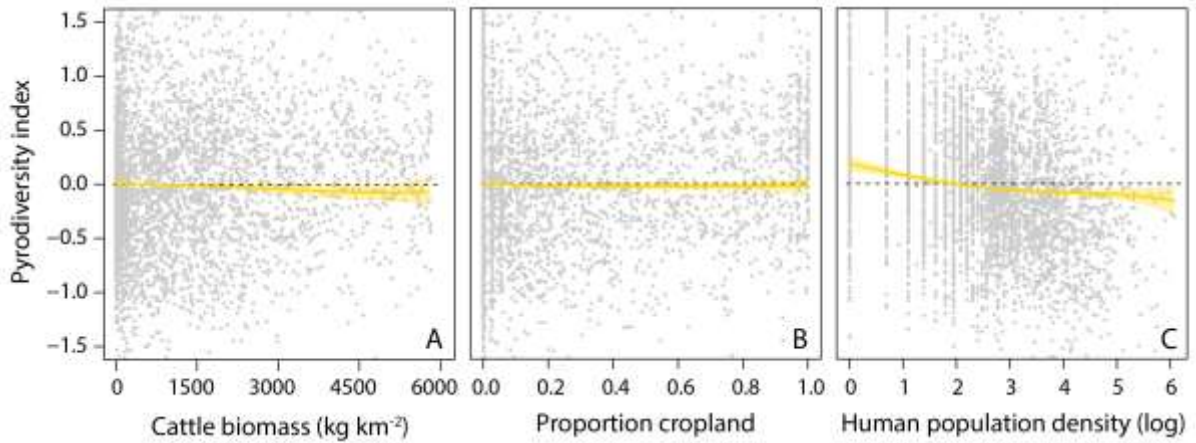 Pyrodiversity index
1.5
1.0
0.5
0.0
−0.5
−1.0
−1.5
A
B
C
0 1500 3000 4500 6000
0.0 0.2 0.4 0.6 0.8 1.0
0 1 2 3 4 5 6
Cattle biomass (kg km⁻²)
Proportion cropland
Human population density (log)